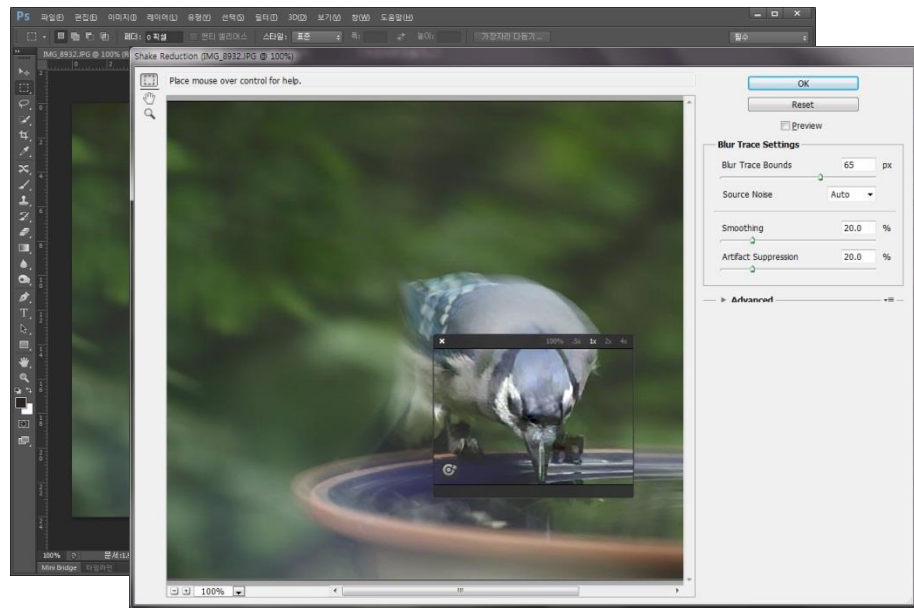 Ps 파일(F) 편집(E) 이미지(I) 레이어(L) 유형(Y) 선택(S) 필터(T) 3D(D) 보기(V) 창(W) 도움말(H)
페더: 0 픽셀 앤티 앨리어스 스타일: 표준 폭: 높이: 가장자리 다듬기... 필수
IMG_8932.JPG @ 100%
Shake Reduction (IMG_8932.JPG @ 100%)
Place mouse over control for help.
OK
Reset
Preview
Blur Trace Settings
Blur Trace Bounds 65 px
Source Noise Auto
Smoothing 20.0 %
Artifact Suppression 20.0 %
Advanced
100% .5x 1x 2x 4x
100%
Mini Bridge 타임라인
100%